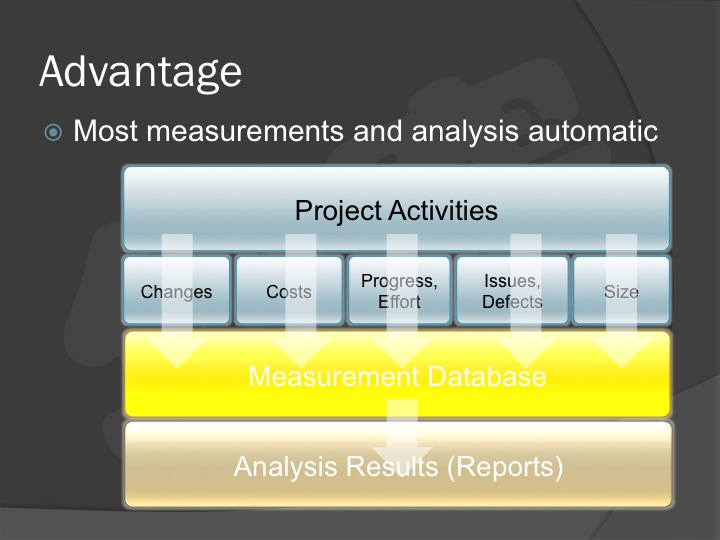 Advantage
Most measurements and analysis automatic
Project Activities
Changes
Costs
Progress,
Effort
Issues,
Defects
Size
Measurement Database
Analysis Results (Reports)